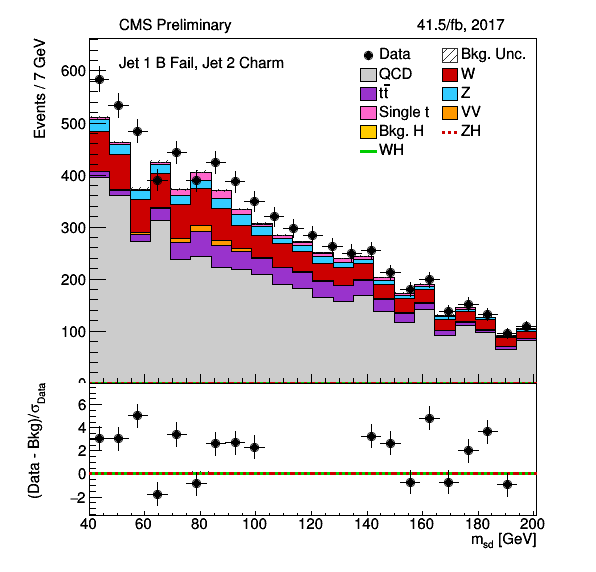 CMS Preliminary 41.5/fb, 2017
Jet 1 B Fail, Jet 2 Charm
Data Bkg. Unc.
QCD W
tt̄ Z
Single t VV
Bkg. H ZH
WH
Events / 7 GeV
600
500
400
300
200
100
0
(Data - Bkg)/σData
6
4
2
0
−2
40 60 80 100 120 140 160 180 200
msd [GeV]